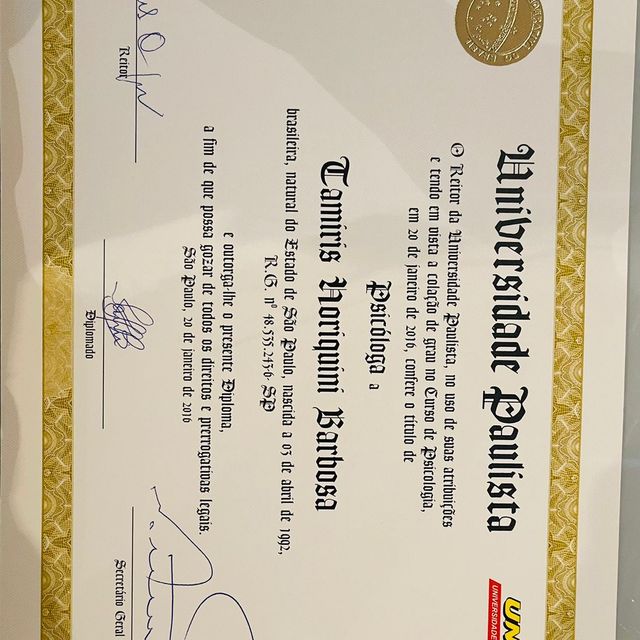 Universidade Paulista
UN
UNIVERSIDADE
O Reitor da Universidade Paulista, no uso de suas atribuições
e tendo em vista a colação de grau no Curso de Psicologia,
em 20 de janeiro de 2016, confere o título de
Psicóloga a
Tamiris Noriquini Barbosa
brasileira, natural do Estado de São Paulo, nascida a 03 de abril de 1992,
R.G. nº 48.535.243-6 SP
e outorga-lhe o presente Diploma,
a fim de que possa gozar de todos os direitos e prerrogativas legais.
São Paulo, 20 de janeiro de 2016
Reitor
Diplomado
Secretário Geral